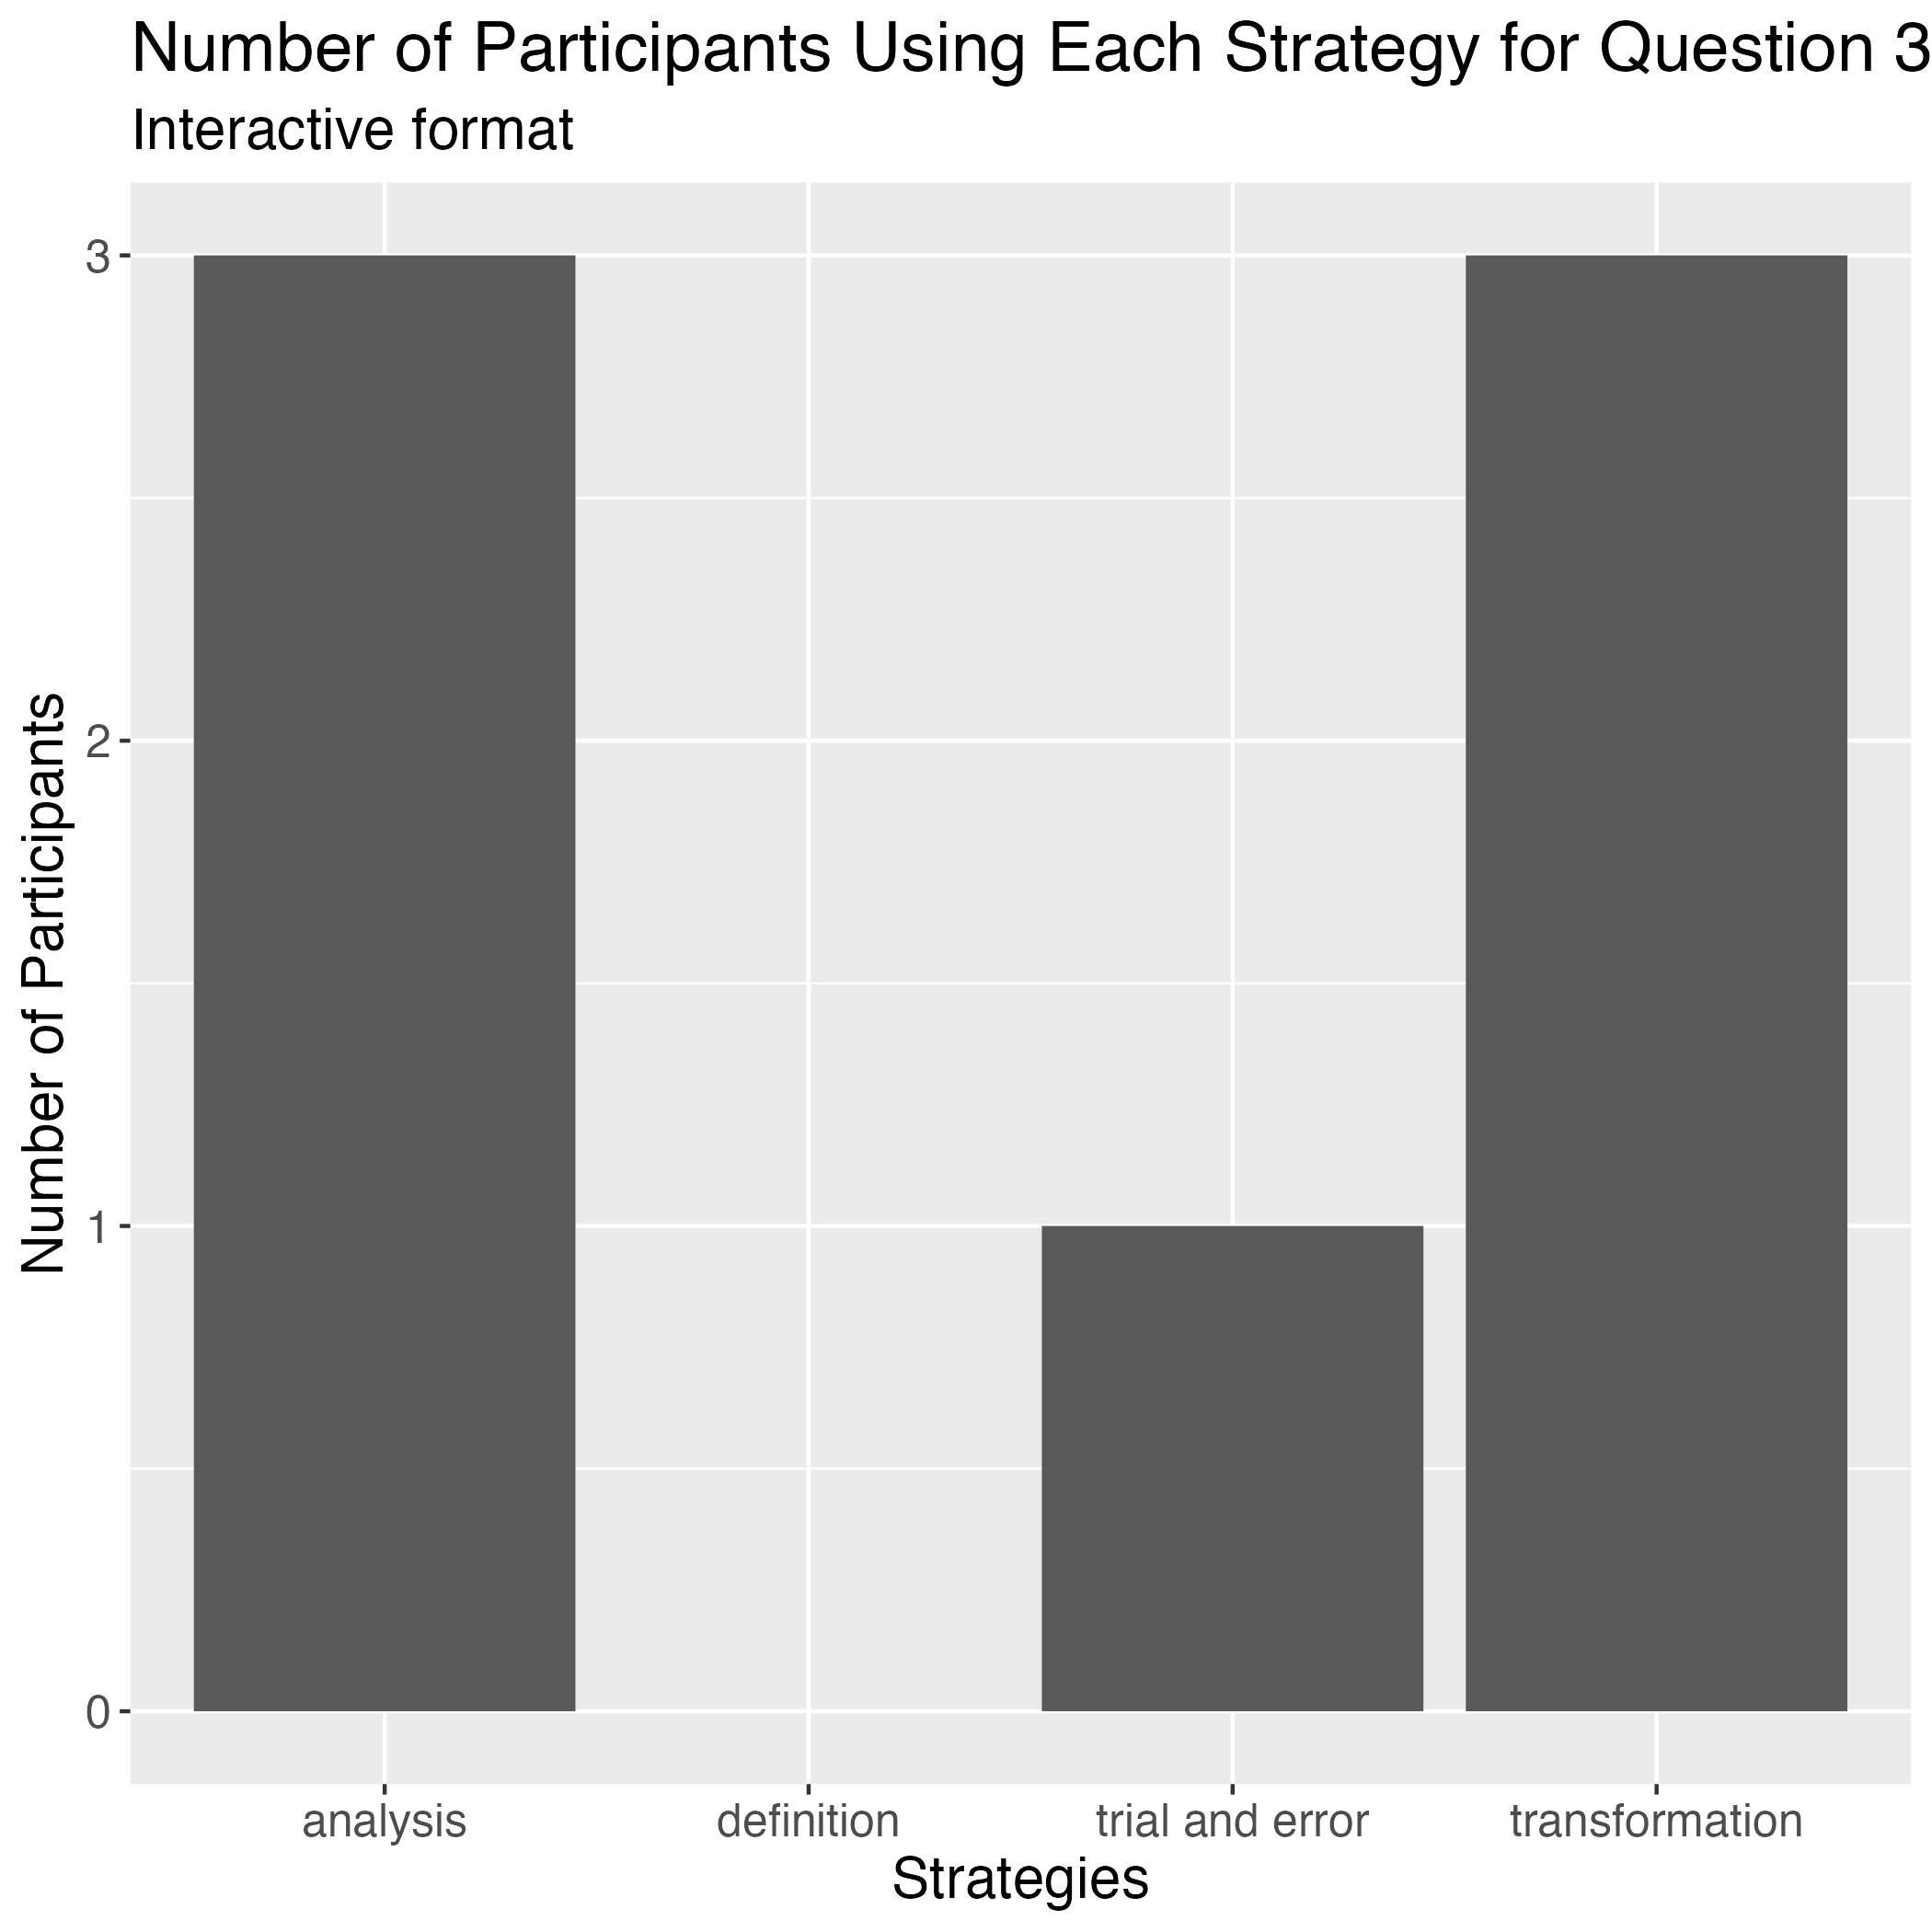 Number of Participants Using Each Strategy for Question 3
Interactive format
Number of Participants
3
2
1
0
analysis definition trial and error transformation
Strategies